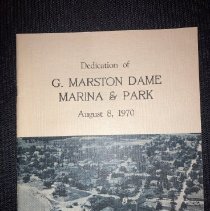 Dedication of
G. MARSTON DAME
MARINA & PARK
August 8, 1970